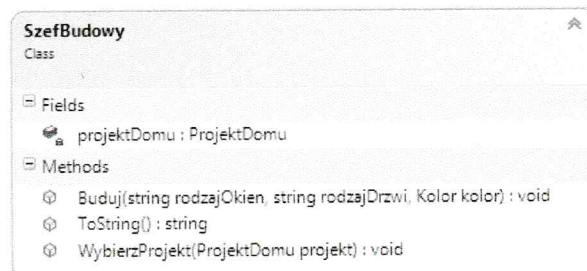 SzefBudowy
Class
Fields
projektDomu : ProjektDomu
Methods
Buduj(string rodzajOkien, string rodzajDrzwi, Kolor kolor) : void
ToString() : string
WybierzProjekt(ProjektDomu projekt) : void